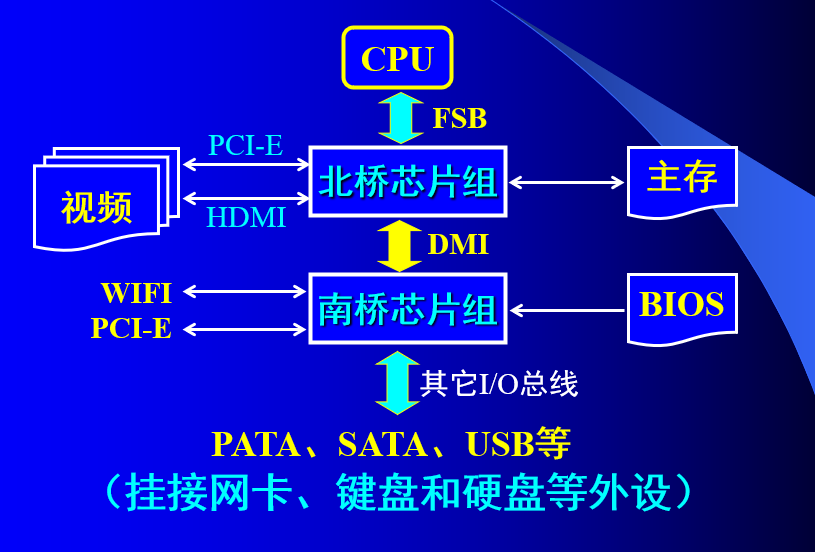 CPU
FSB
PCI-E
北桥芯片组
主存
视频
HDMI
DMI
WIFI
南桥芯片组
BIOS
PCI-E
其它I/O总线
PATA、SATA、USB等
（挂接网卡、键盘和硬盘等外设）